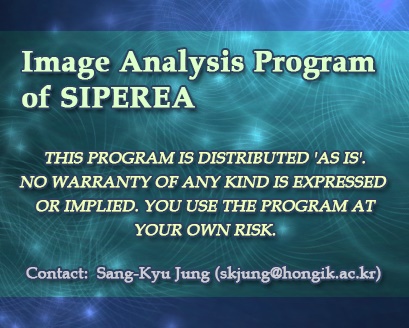 Image Analysis Program
of SIPEREA
THIS PROGRAM IS DISTRIBUTED 'AS IS'.
NO WARRANTY OF ANY KIND IS EXPRESSED
OR IMPLIED. YOU USE THE PROGRAM AT
YOUR OWN RISK.
Contact: Sang-Kyu Jung (skjung@hongik.ac.kr)